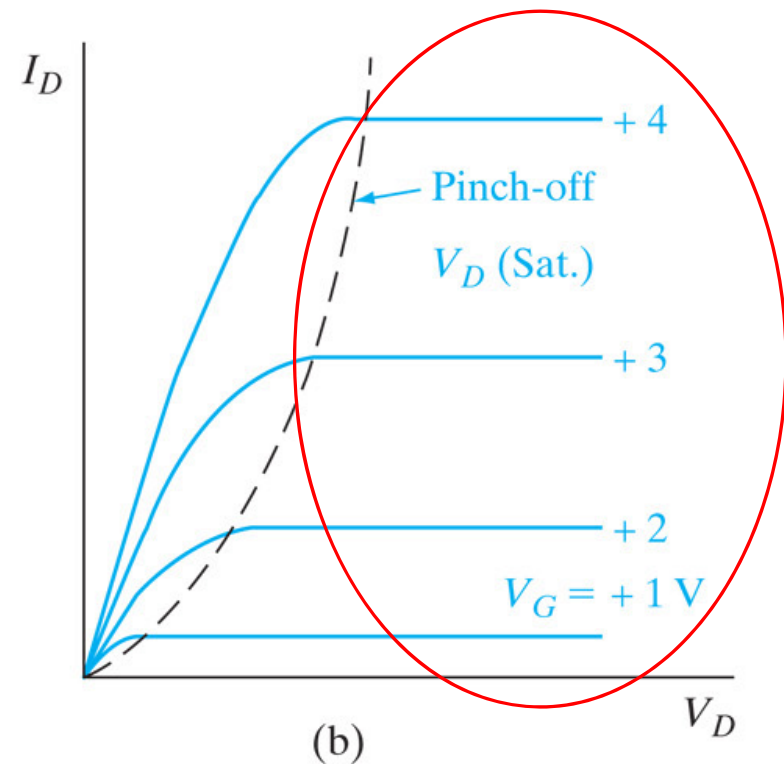 I_D
+ 4
Pinch-off
V_D (Sat.)
+ 3
+ 2
V_G = + 1 V
V_D
(b)